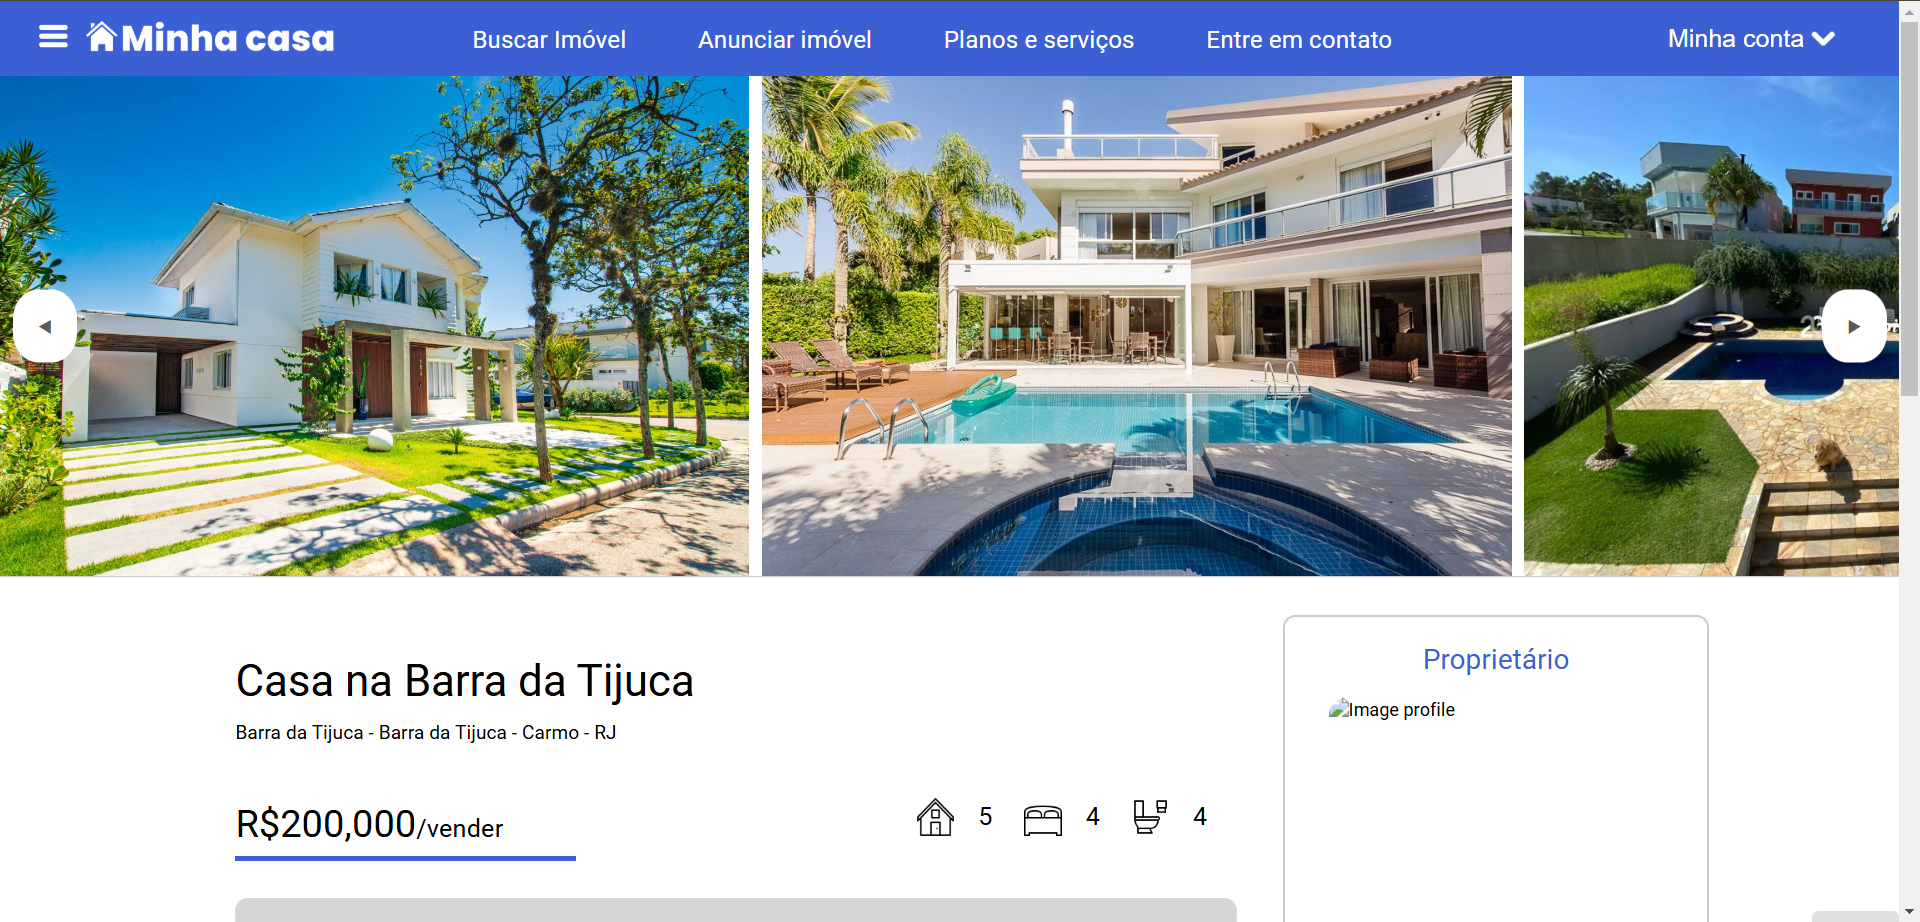 Minha casa
Buscar Imóvel
Anunciar imóvel
Planos e serviços
Entre em contato
Minha conta
Casa na Barra da Tijuca
Barra da Tijuca - Barra da Tijuca - Carmo - RJ
R$200,000/vender
5
4
4
Proprietário
Image profile